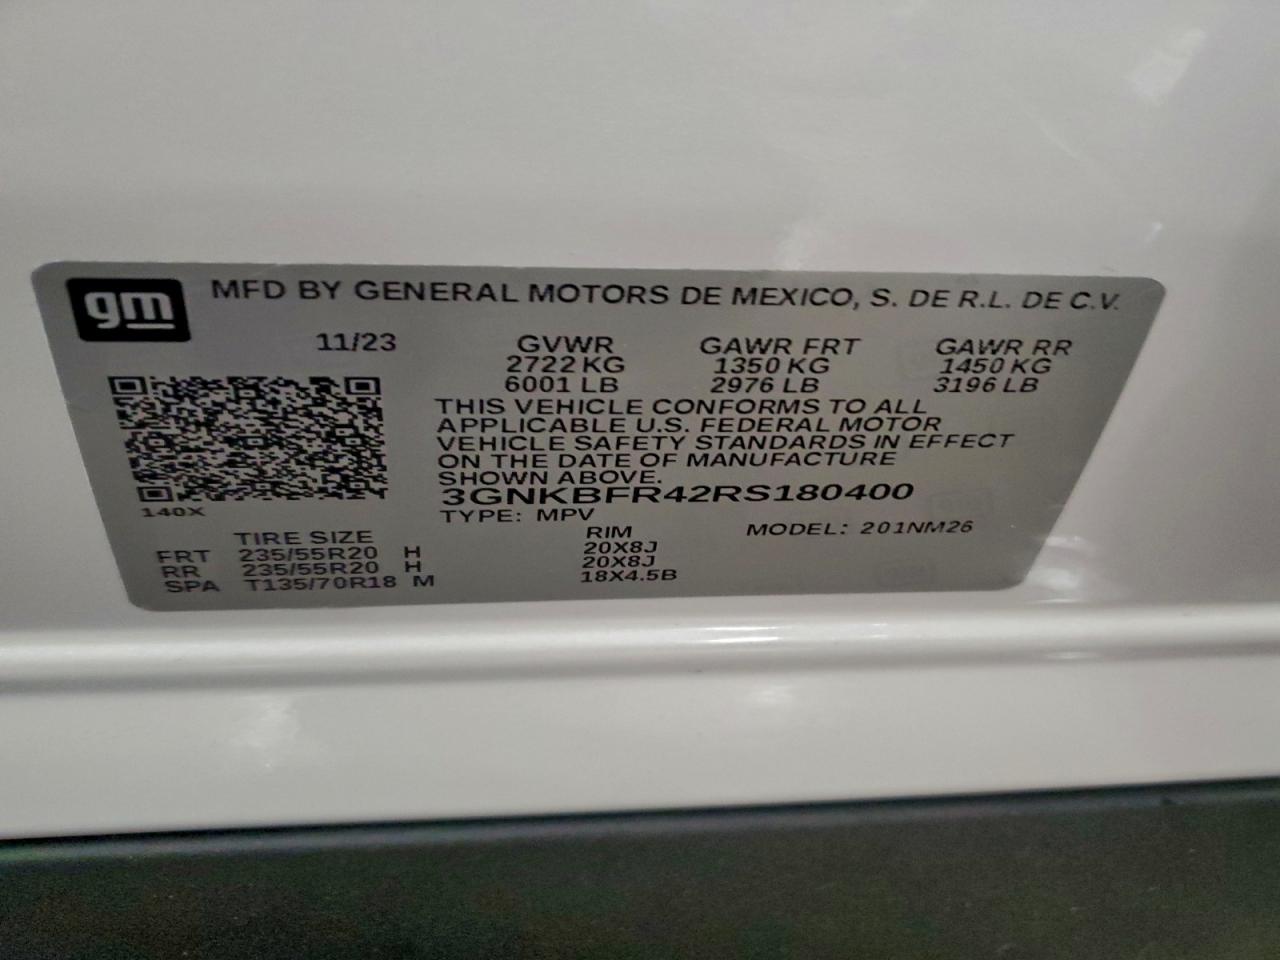 gm
MFD BY GENERAL MOTORS DE MEXICO, S. DE R.L. DE C.V.
11/23 GVWR GAWR FRT GAWR RR
2722 KG 1350 KG 1450 KG
6001 LB 2976 LB 3196 LB
THIS VEHICLE CONFORMS TO ALL
APPLICABLE U.S. FEDERAL MOTOR
VEHICLE SAFETY STANDARDS IN EFFECT
ON THE DATE OF MANUFACTURE
SHOWN ABOVE.
3GNKBFR42RS180400
140X
TYPE: MPV MODEL: 201NM26
TIRE SIZE RIM
FRT 235/55R20 H 20X8J
RR 235/55R20 H 20X8J
SPA T135/70R18 M 18X4.5B